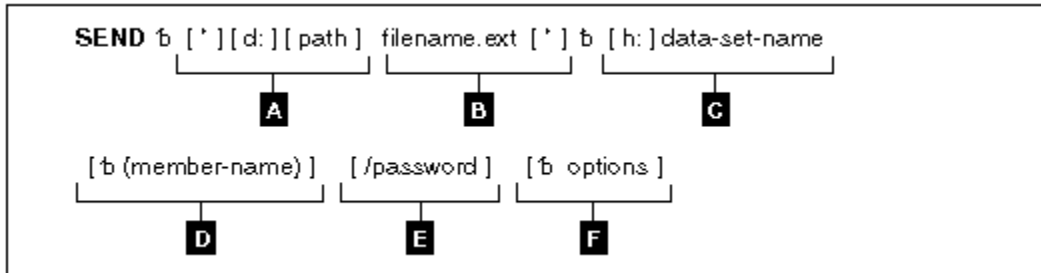 SEND ␢ [ ' ] [ d: ] [ path ] filename.ext [ ' ] ␢ [ h: ] data-set-name
A B C
[ ␢ (member-name) ] [ /password ] [ ␢ options ]
D E F